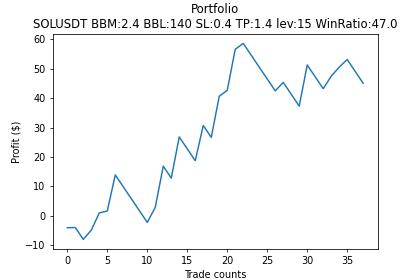 Portfolio
SOLUSDT BBM:2.4 BBL:140 SL:0.4 TP:1.4 lev:15 WinRatio:47.0
60
50
40
30
20
10
0
−10
Profit ($)
0 5 10 15 20 25 30 35
Trade counts